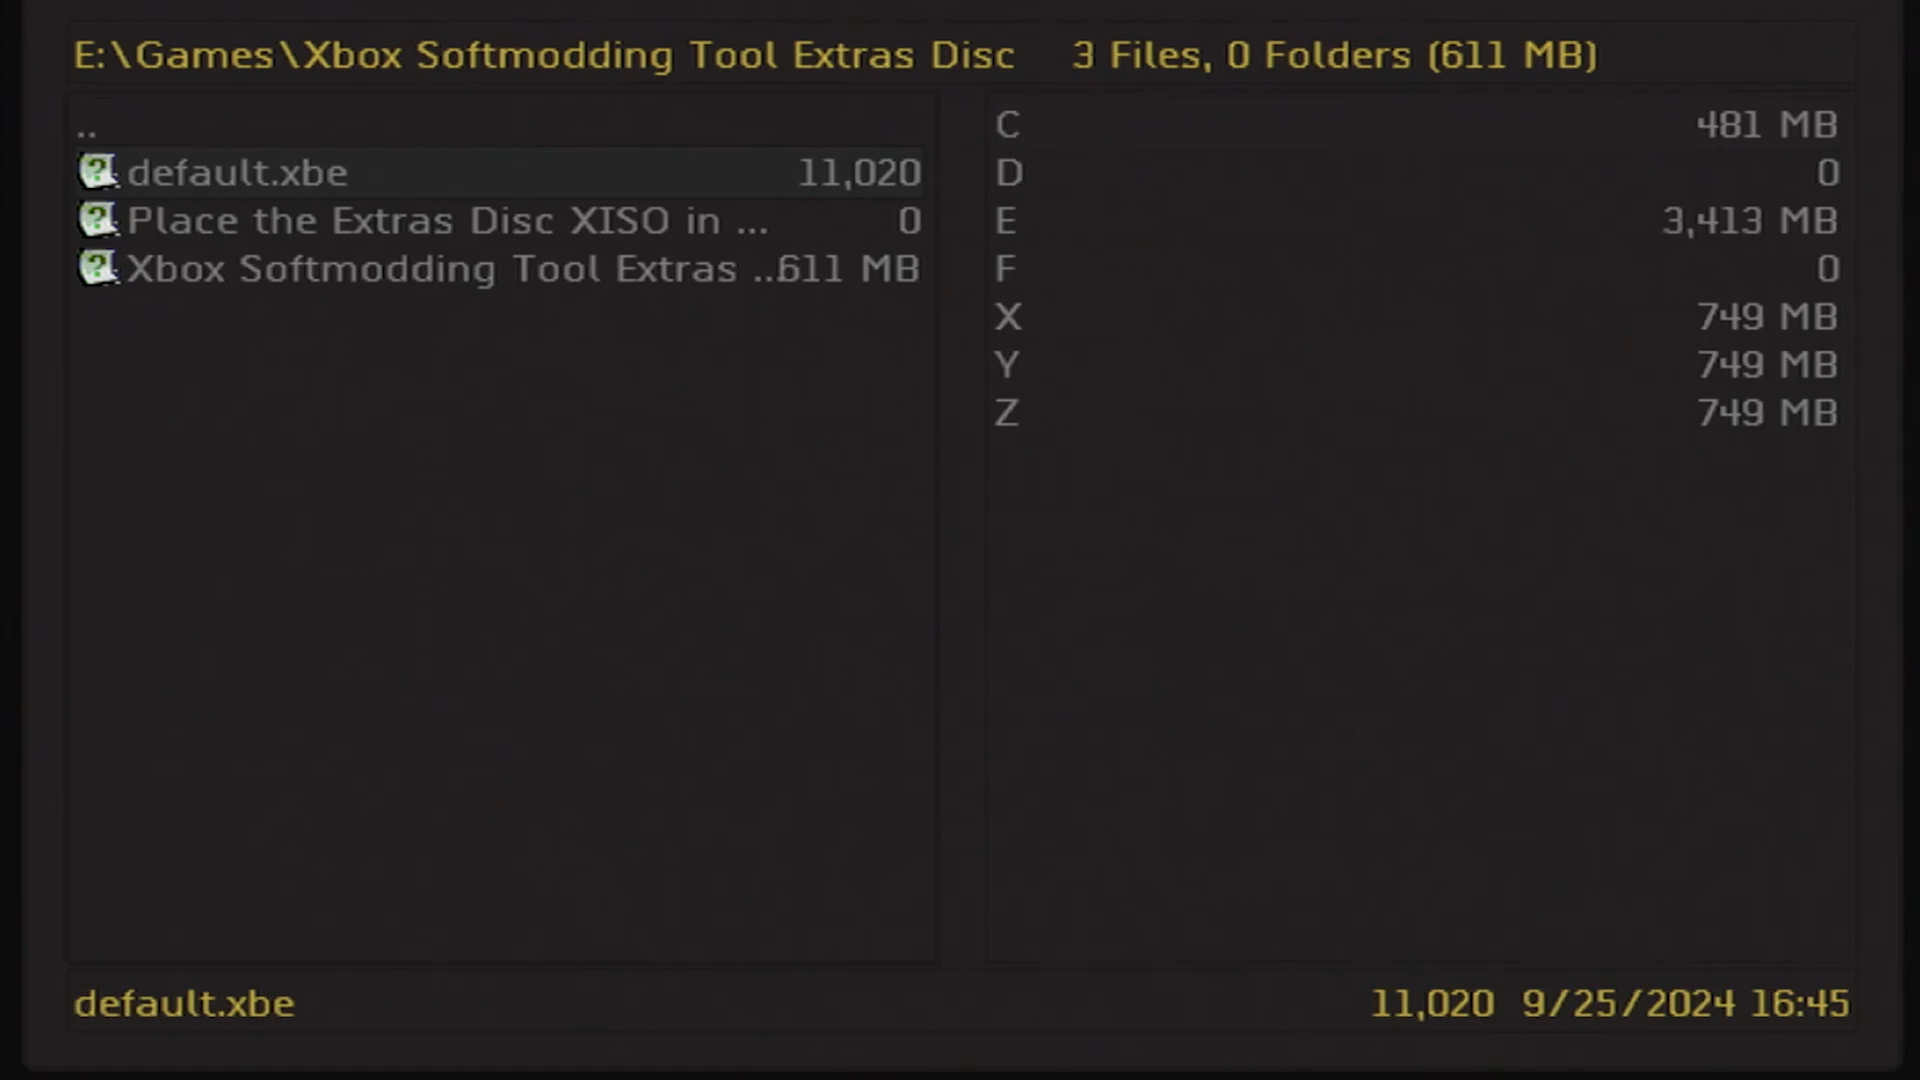 E:\Games\Xbox Softmodding Tool Extras Disc 3 Files, 0 Folders (611 MB)
..
default.xbe 11,020
Place the Extras Disc XISO in ... 0
Xbox Softmodding Tool Extras ...611 MB
C 481 MB
D 0
E 3,413 MB
F 0
X 749 MB
Y 749 MB
Z 749 MB
default.xbe 11,020 9/25/2024 16:45